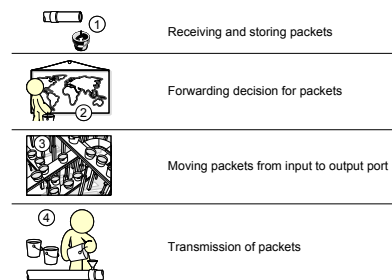 1
Receiving and storing packets
2
Forwarding decision for packets
3
Moving packets from input to output port
4
Transmission of packets